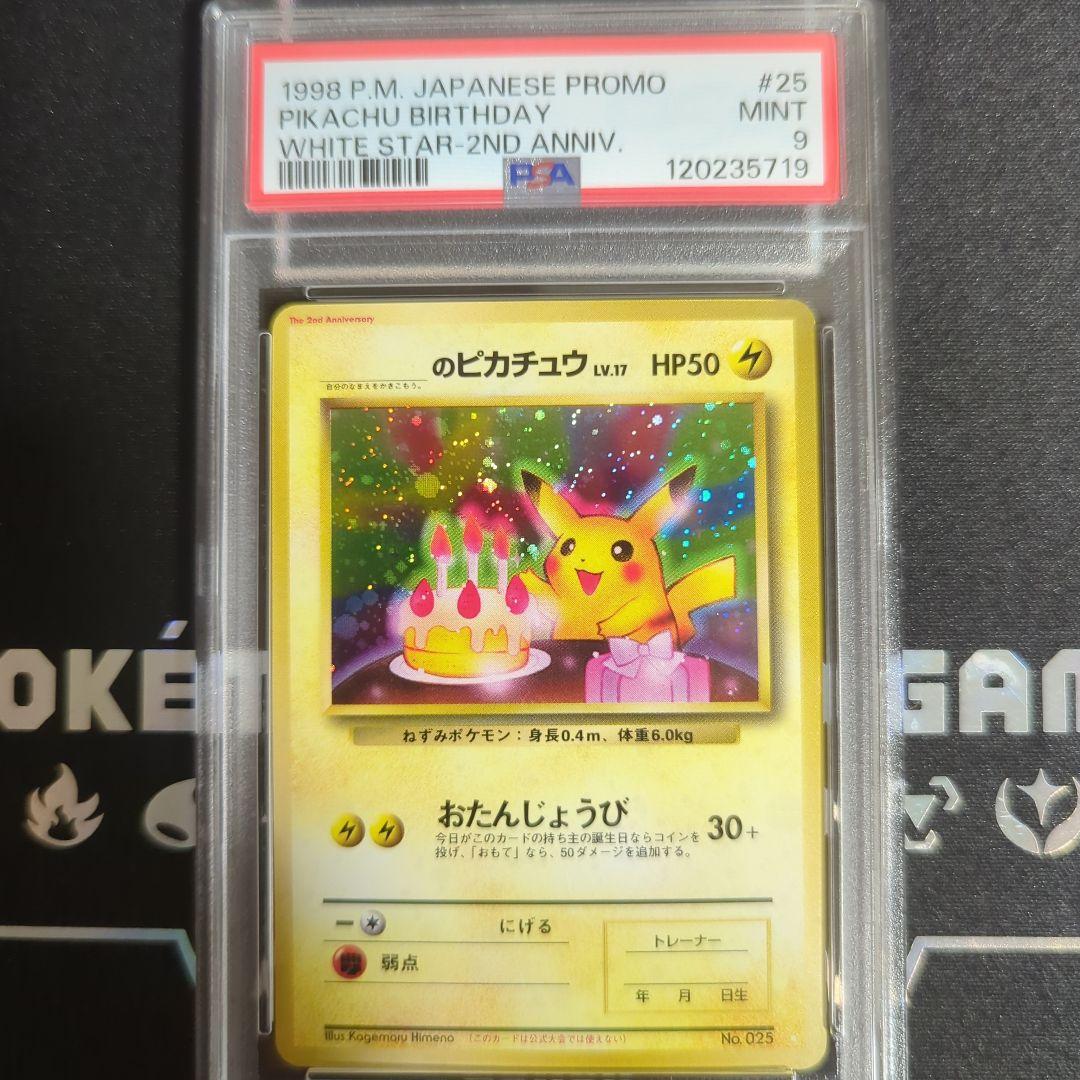 1998 P.M. JAPANESE PROMO #25
PIKACHU BIRTHDAY MINT
WHITE STAR-2ND ANNIV. 9
PSA 120235719
The 2nd Anniversary
のピカチュウ LV.17 HP50
自分のなまえをかきこもう。
ねずみポケモン:身長0.4m、体重6.0kg
おたんじょうび 30+
今日がこのカードの持ち主の誕生日ならコインを
投げ、「おもて」なら、50ダメージを追加する。
にげる
弱点
トレーナー
年 月 日生
Illus. Kagemaru Himeno (このカードは公式大会では使えない) No. 025